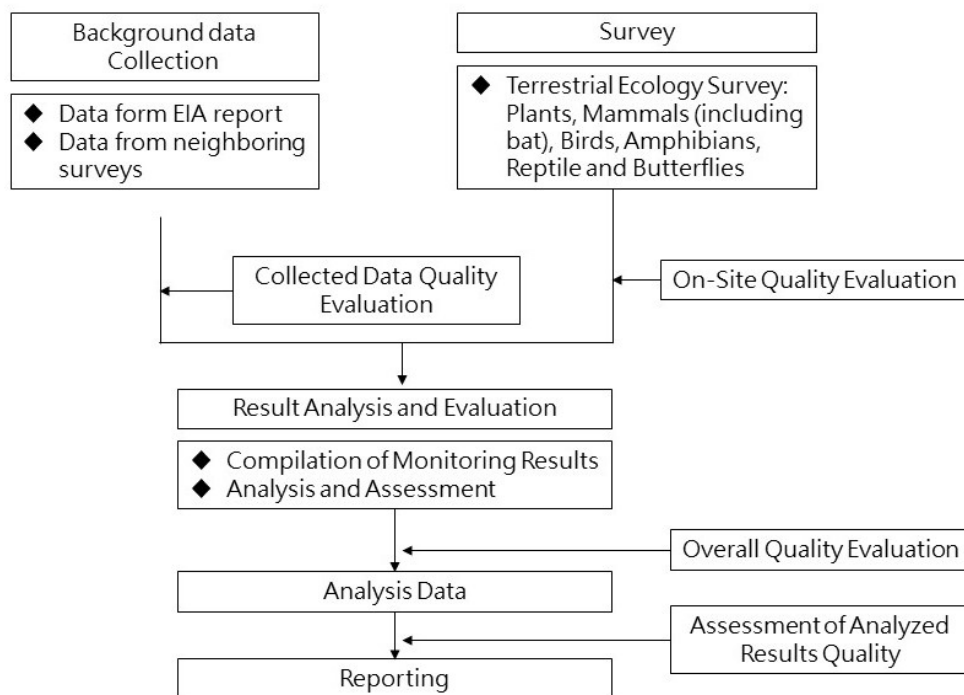 Background data
Collection
Survey
◆ Data form EIA report
◆ Data from neighboring
surveys
◆ Terrestrial Ecology Survey:
Plants, Mammals (including
bat), Birds, Amphibians,
Reptile and Butterflies
Collected Data Quality
Evaluation
On-Site Quality Evaluation
Result Analysis and Evaluation
◆ Compilation of Monitoring Results
◆ Analysis and Assessment
Overall Quality Evaluation
Analysis Data
Assessment of Analyzed
Results Quality
Reporting